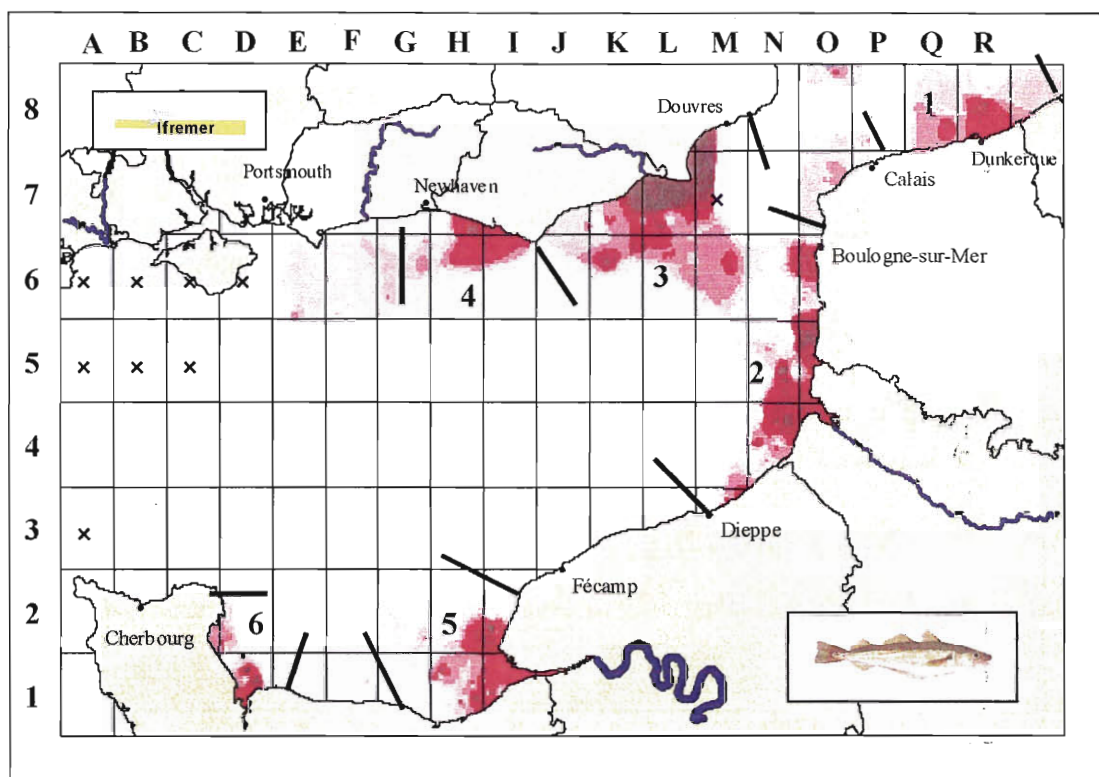 A B C D E F G H I J K L M N O P Q R
8
Ifremer
Douvres
1
Dunkerque
Portsmouth
Newhaven
Calais
7
×
Boulogne-sur-Mer
6
× × × ×
4
3
5
× × ×
2
4
3
×
Dieppe
Fécamp
2
Cherbourg
6
5
1